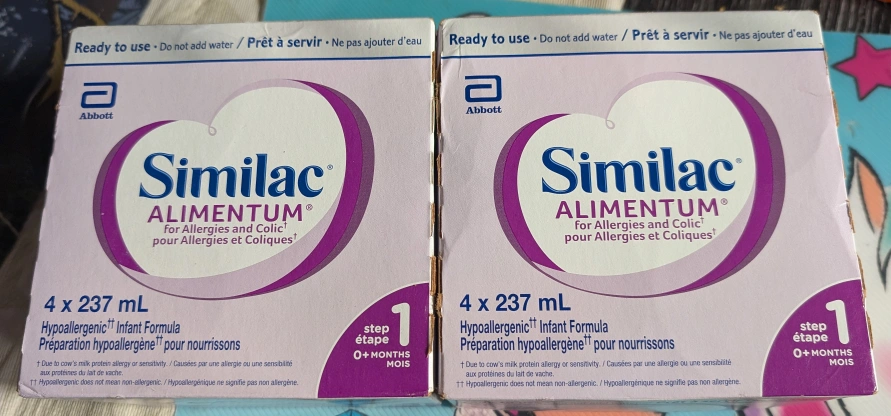 Ready to use • Do not add water / Prêt à servir • Ne pas ajouter d'eau
Abbott
Similac®
ALIMENTUM®
for Allergies and Colic†
pour Allergies et Coliques†
4 x 237 mL
Hypoallergenic†† Infant Formula
Préparation hypoallergène†† pour nourrissons
step
étape
1
0+ MONTHS
MOIS
† Due to cow's milk protein allergy or sensitivity. / Causées par une allergie ou une sensibilité
aux protéines du lait de vache.
†† Hypoallergenic does not mean non-allergenic. / Hypoallergénique ne signifie pas non allergène.
Ready to use • Do not add water / Prêt à servir • Ne pas ajouter d'eau
Abbott
Similac®
ALIMENTUM®
for Allergies and Colic†
pour Allergies et Coliques†
4 x 237 mL
Hypoallergenic†† Infant Formula
Préparation hypoallergène†† pour nourrissons
step
étape
1
0+ MONTHS
MOIS
† Due to cow's milk protein allergy or sensitivity. / Causées par une allergie ou une sensibilité
aux protéines du lait de vache.
†† Hypoallergenic does not mean non-allergenic. / Hypoallergénique ne signifie pas non allergène.